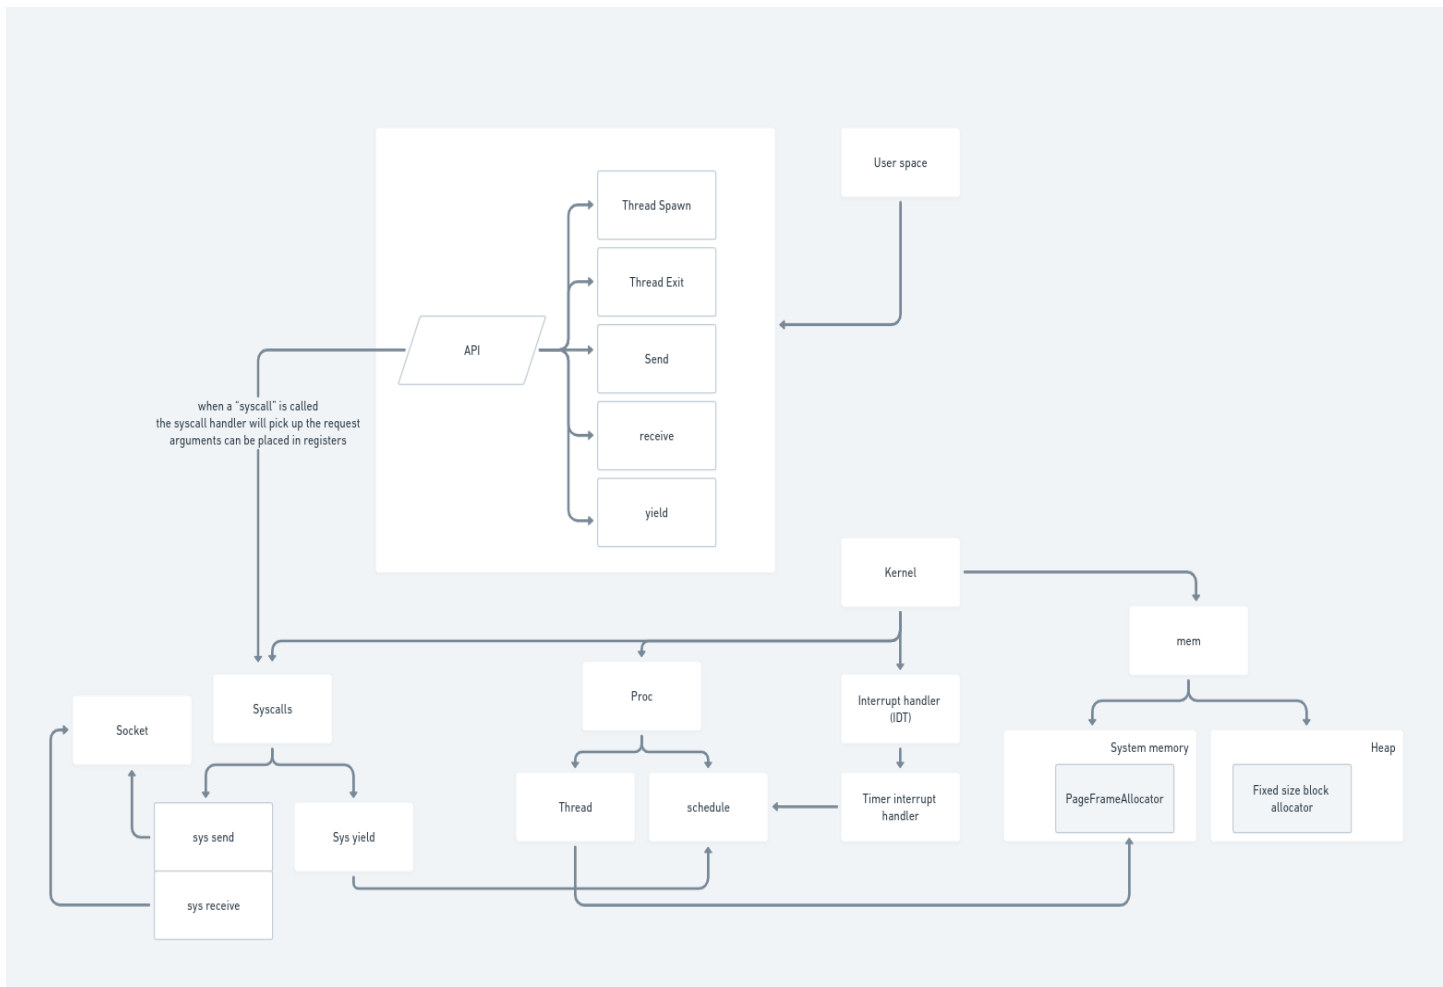 User space
Thread Spawn
Thread Exit
API
Send
when a "syscall" is called
the syscall handler will pick up the request
arguments can be placed in registers
receive
yield
Kernel
mem
Proc
Syscalls
Interrupt handler
(IDT)
Socket
System memory
Heap
PageFrameAllocator
Fixed size block
allocator
Thread
schedule
Timer interrupt
handler
sys send
Sys yield
sys receive